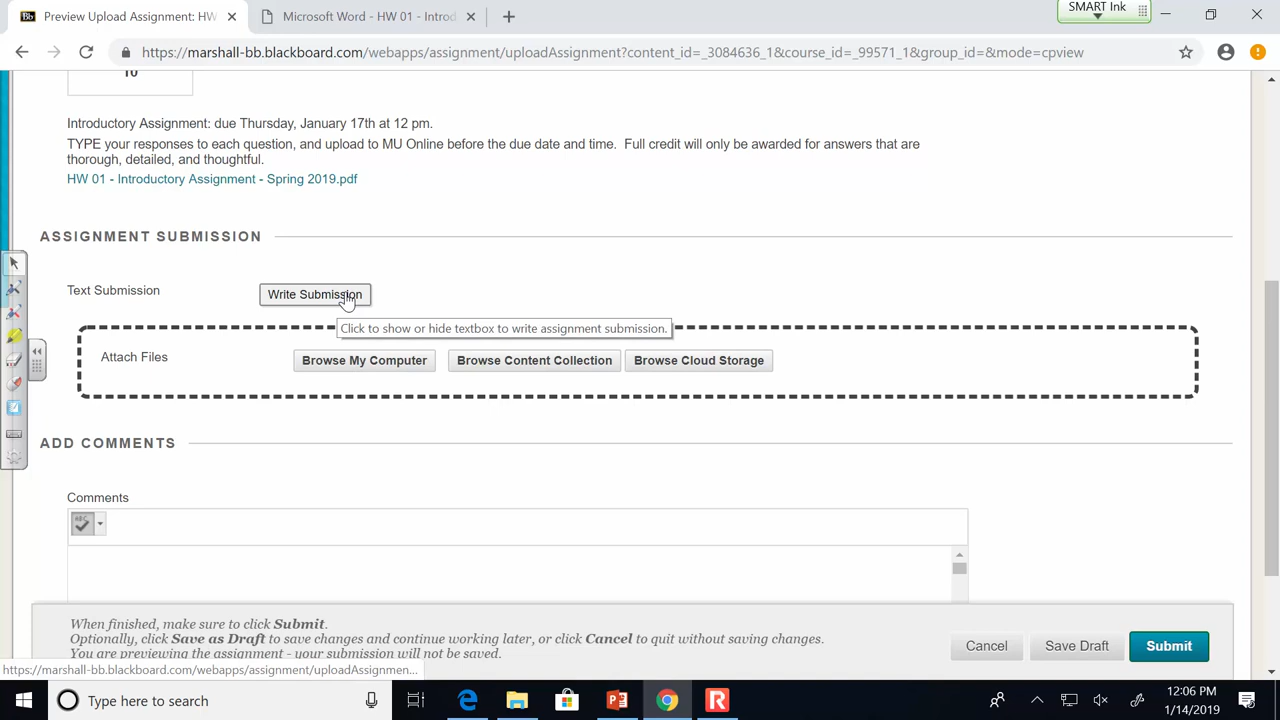 Preview Upload Assignment: HW
Microsoft Word - HW 01 - Introd
SMART Ink
https://marshall-bb.blackboard.com/webapps/assignment/uploadAssignment?content_id=_3084636_1&course_id=_99571_1&group_id=&mode=cpview
10
Introductory Assignment: due Thursday, January 17th at 12 pm.
TYPE your responses to each question, and upload to MU Online before the due date and time.  Full credit will only be awarded for answers that are
thorough, detailed, and thoughtful.
HW 01 - Introductory Assignment - Spring 2019.pdf
ASSIGNMENT SUBMISSION
Text Submission
Write Submission
Click to show or hide textbox to write assignment submission.
Attach Files
Browse My Computer
Browse Content Collection
Browse Cloud Storage
ADD COMMENTS
Comments
ABC
When finished, make sure to click Submit.
Optionally, click Save as Draft to save changes and continue working later, or click Cancel to quit without saving changes.
You are previewing the assignment - your submission will not be saved.
Cancel
Save Draft
Submit
https://marshall-bb.blackboard.com/webapps/assignment/uploadAssignmen...
Type here to search
12:06 PM
1/14/2019